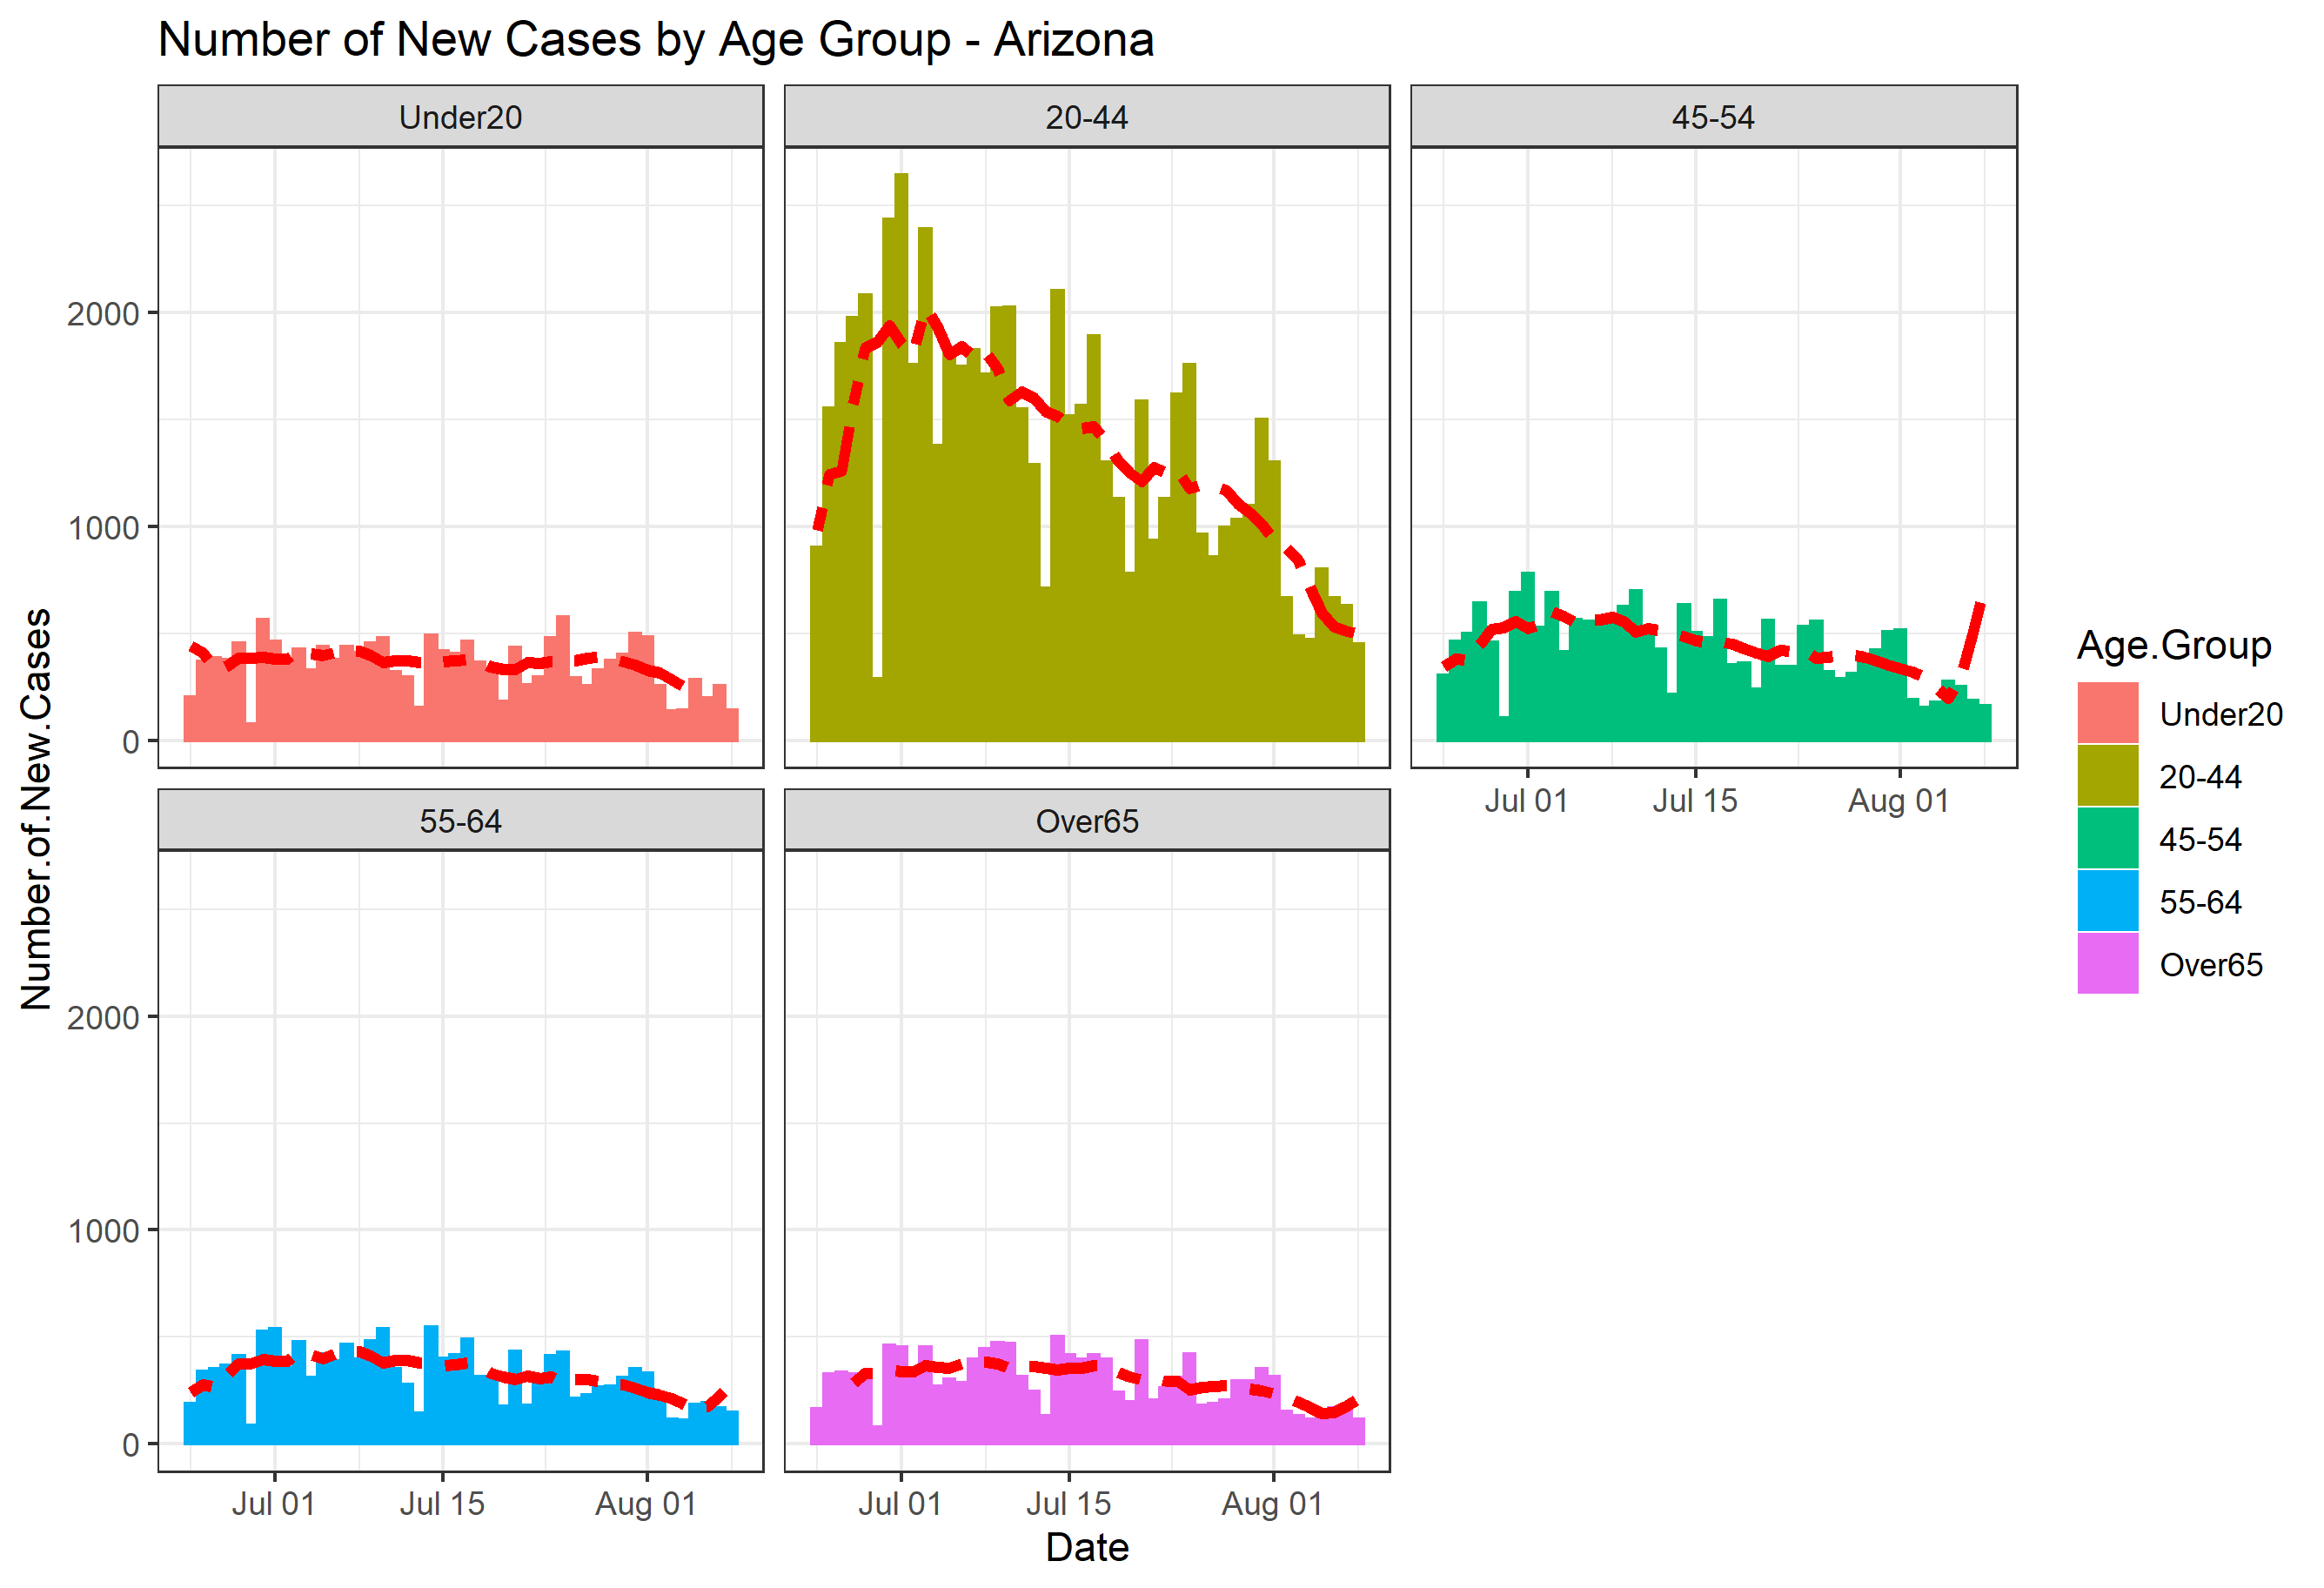 Number of New Cases by Age Group - Arizona
Under20
20-44
45-54
2000
1000
0
Jul 01
Jul 15
Aug 01
55-64
Over65
2000
1000
0
Jul 01
Jul 15
Aug 01
Jul 01
Jul 15
Aug 01
Date
Number.of.New.Cases
Age.Group
Under20
20-44
45-54
55-64
Over65